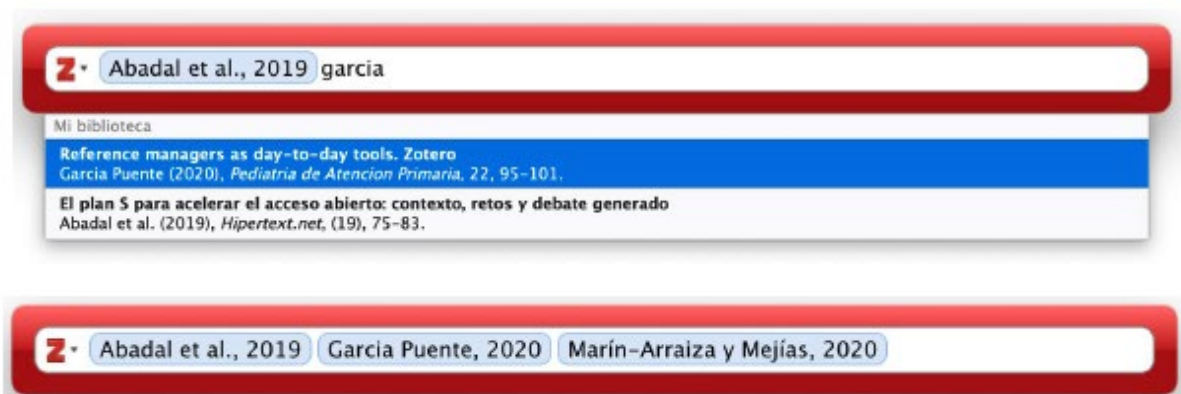 Z Abadal et al., 2019 garcia
Mi biblioteca
Reference managers as day-to-day tools. Zotero
Garcia Puente (2020), Pediatria de Atencion Primaria, 22, 95-101.
El plan S para acelerar el acceso abierto: contexto, retos y debate generado
Abadal et al. (2019), Hipertext.net, (19), 75-83.
Z Abadal et al., 2019 Garcia Puente, 2020 Marín-Arraiza y Mejías, 2020